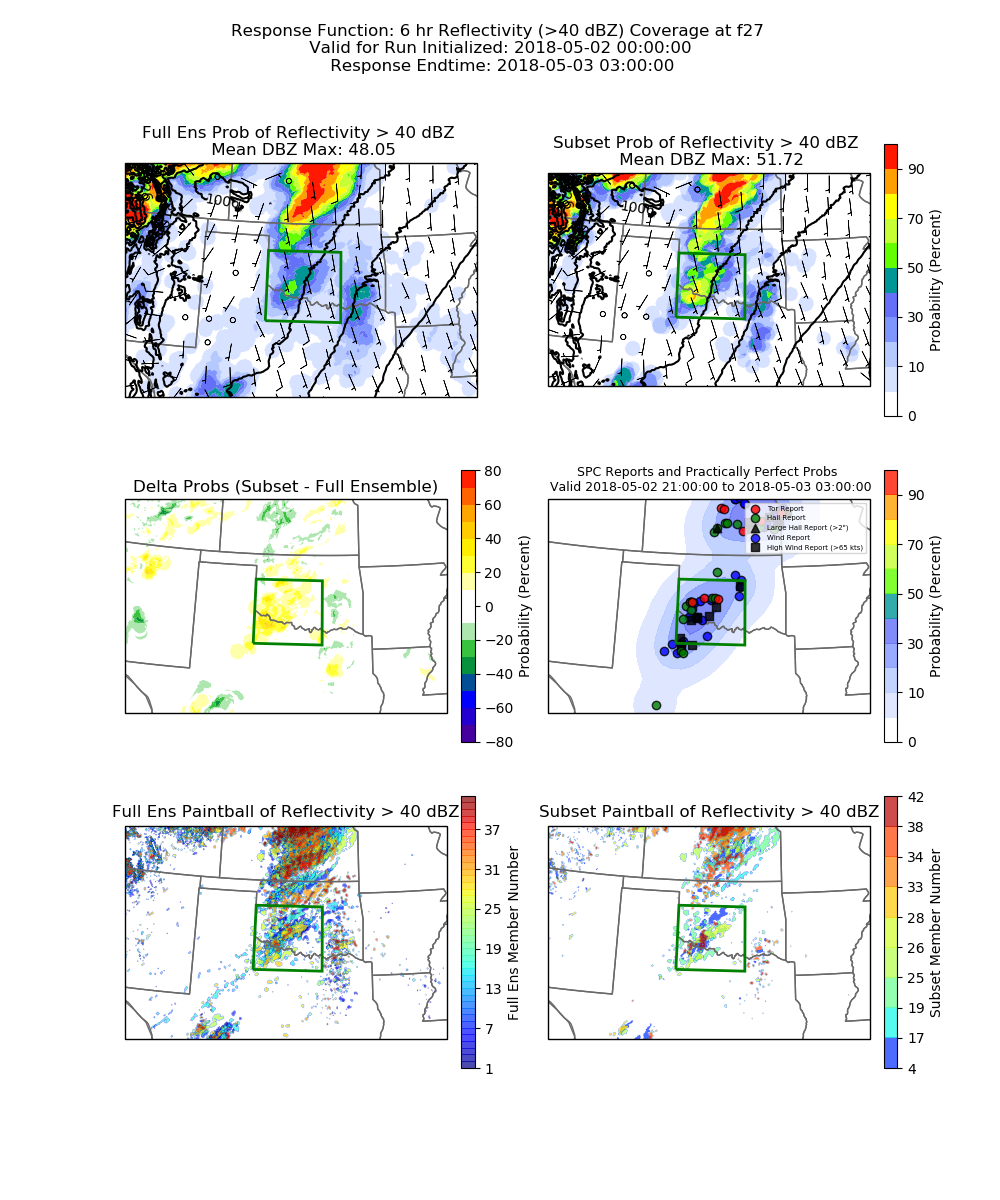 Response Function: 6 hr Reflectivity (>40 dBZ) Coverage at f27
Valid for Run Initialized: 2018-05-02 00:00:00
Response Endtime: 2018-05-03 03:00:00
Full Ens Prob of Reflectivity > 40 dBZ
Mean DBZ Max: 48.05
Subset Prob of Reflectivity > 40 dBZ
Mean DBZ Max: 51.72
90
70
50
30
10
0
Probability (Percent)
Delta Probs (Subset - Full Ensemble)
80
60
40
20
0
−20
−40
−60
−80
Probability (Percent)
SPC Reports and Practically Perfect Probs
Valid 2018-05-02 21:00:00 to 2018-05-03 03:00:00
Tor Report
Hail Report
Large Hail Report (>2")
Wind Report
High Wind Report (>65 kts)
90
70
50
30
10
0
Probability (Percent)
Full Ens Paintball of Reflectivity > 40 dBZ
37
31
25
19
13
7
1
Full Ens Member Number
Subset Paintball of Reflectivity > 40 dBZ
42
38
34
33
28
26
25
19
17
4
Subset Member Number